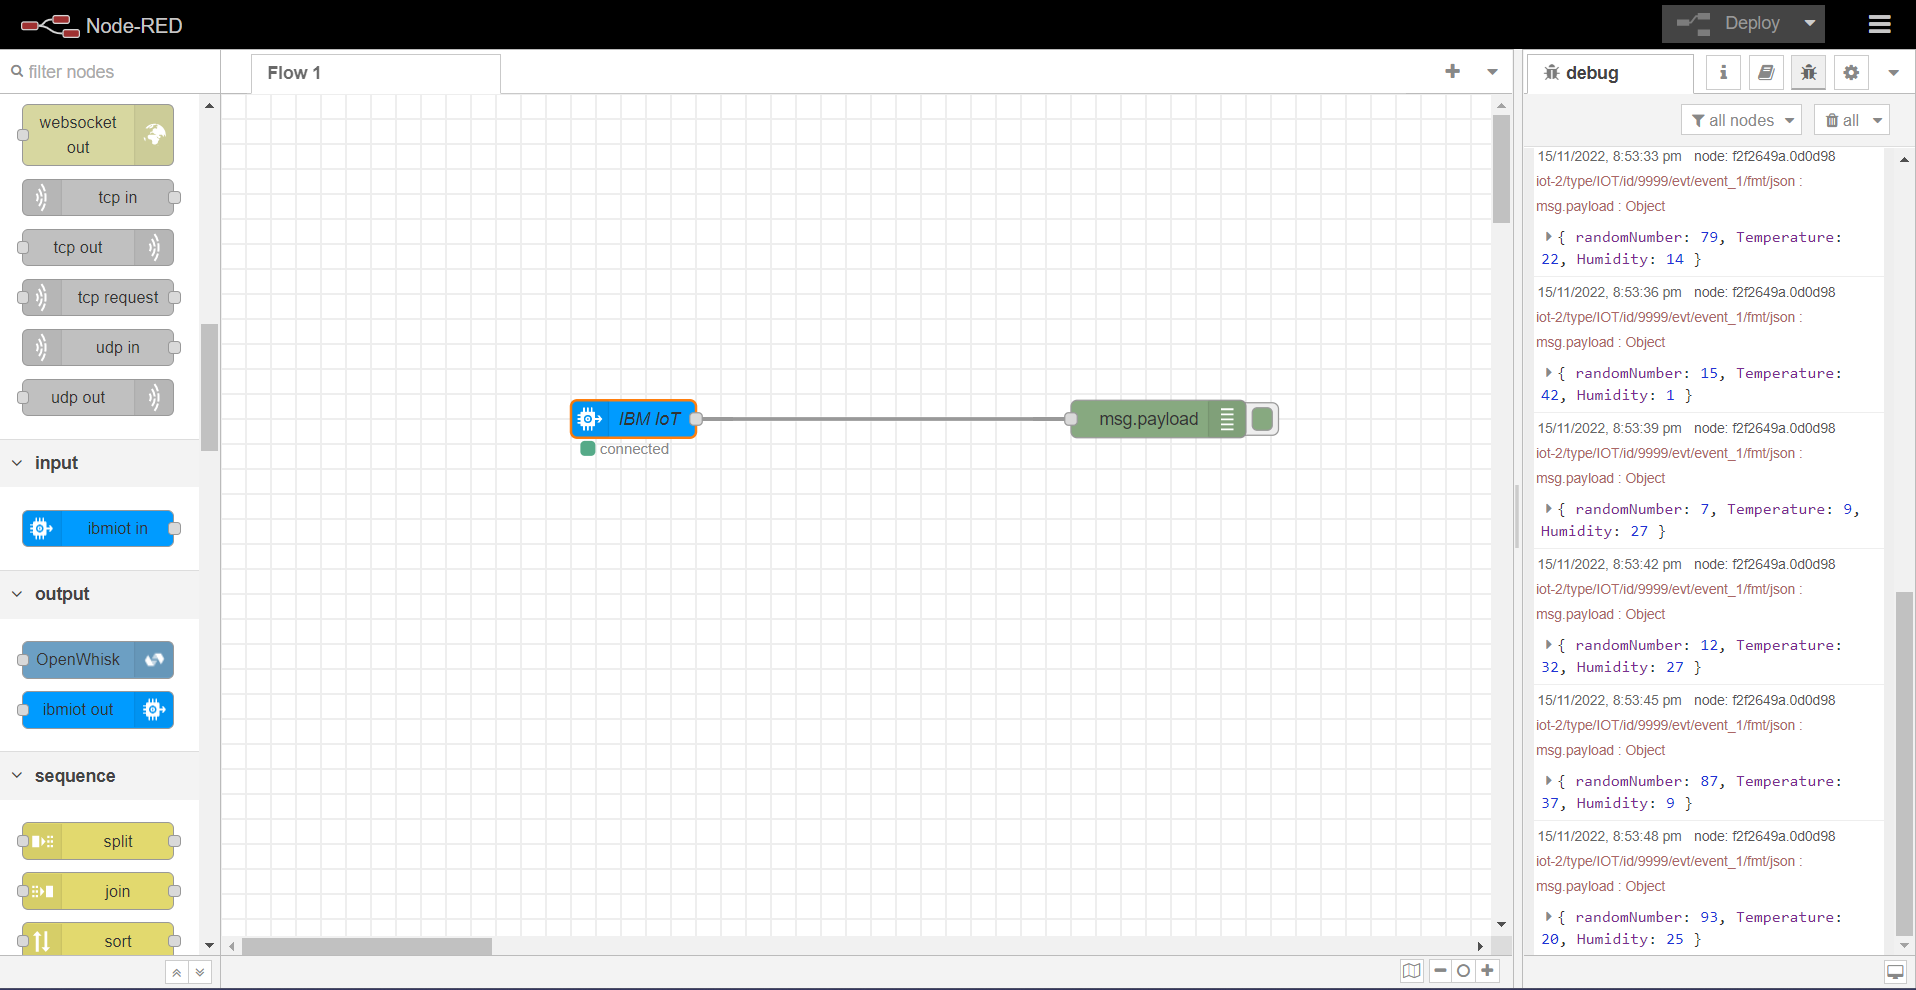 Node-RED
Deploy
filter nodes
Flow 1
debug
i
all nodes
all
websocket
out
tcp in
tcp out
tcp request
udp in
udp out
input
ibmiot in
output
OpenWhisk
ibmiot out
sequence
split
join
sort
IBM IoT
connected
msg.payload
15/11/2022, 8:53:33 pm node: f2f2649a.0d0d98
iot-2/type/IOT/id/9999/evt/event_1/fmt/json :
msg.payload : Object
{ randomNumber: 79, Temperature:
22, Humidity: 14 }
15/11/2022, 8:53:36 pm node: f2f2649a.0d0d98
iot-2/type/IOT/id/9999/evt/event_1/fmt/json :
msg.payload : Object
{ randomNumber: 15, Temperature:
42, Humidity: 1 }
15/11/2022, 8:53:39 pm node: f2f2649a.0d0d98
iot-2/type/IOT/id/9999/evt/event_1/fmt/json :
msg.payload : Object
{ randomNumber: 7, Temperature: 9,
Humidity: 27 }
15/11/2022, 8:53:42 pm node: f2f2649a.0d0d98
iot-2/type/IOT/id/9999/evt/event_1/fmt/json :
msg.payload : Object
{ randomNumber: 12, Temperature:
32, Humidity: 27 }
15/11/2022, 8:53:45 pm node: f2f2649a.0d0d98
iot-2/type/IOT/id/9999/evt/event_1/fmt/json :
msg.payload : Object
{ randomNumber: 87, Temperature:
37, Humidity: 9 }
15/11/2022, 8:53:48 pm node: f2f2649a.0d0d98
iot-2/type/IOT/id/9999/evt/event_1/fmt/json :
msg.payload : Object
{ randomNumber: 93, Temperature:
20, Humidity: 25 }